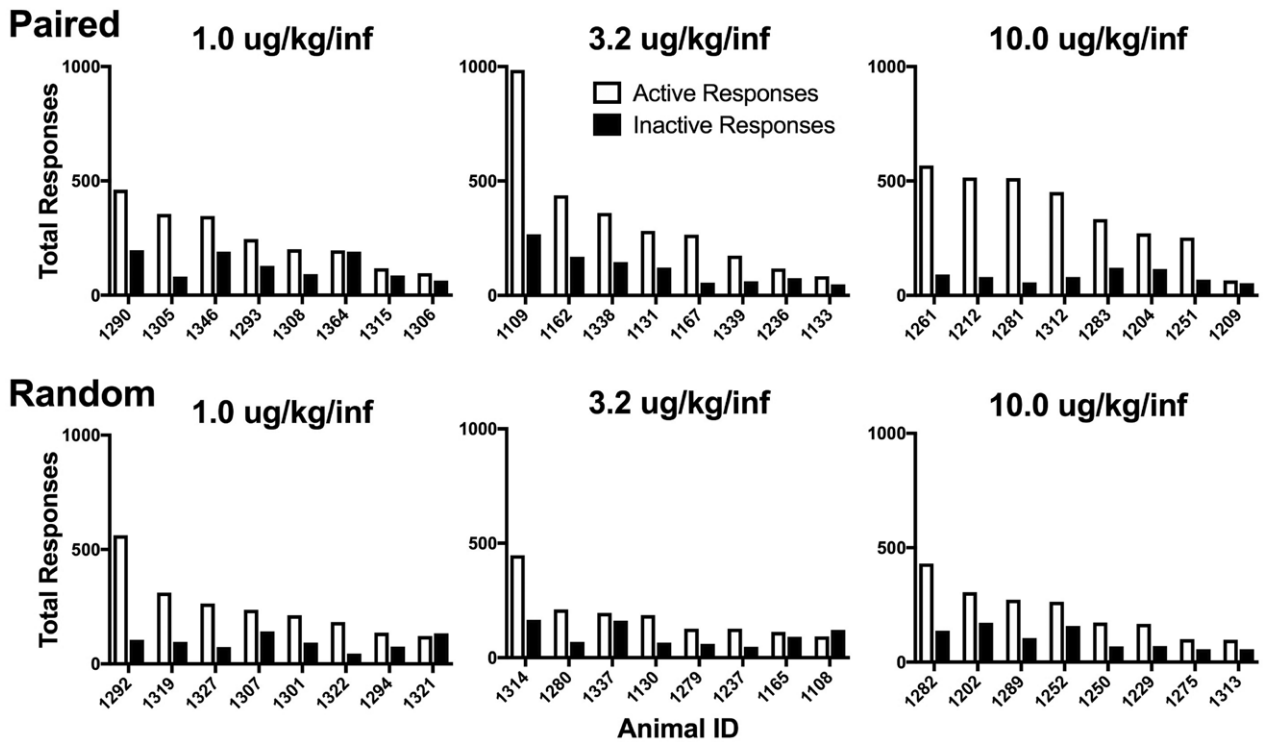 Paired
1.0 ug/kg/inf
3.2 ug/kg/inf
10.0 ug/kg/inf
Total Responses
1000
500
0
1290 1305 1346 1293 1308 1364 1315 1306
1000
500
0
Active Responses
Inactive Responses
1109 1162 1338 1131 1167 1339 1236 1133
1000
500
0
1261 1212 1281 1312 1283 1204 1251 1209
Random
1.0 ug/kg/inf
3.2 ug/kg/inf
10.0 ug/kg/inf
Total Responses
1000
500
0
1292 1319 1327 1307 1301 1322 1294 1321
1000
500
0
1314 1280 1337 1130 1279 1237 1165 1108
1000
500
0
1282 1202 1289 1252 1250 1229 1275 1313
Animal ID